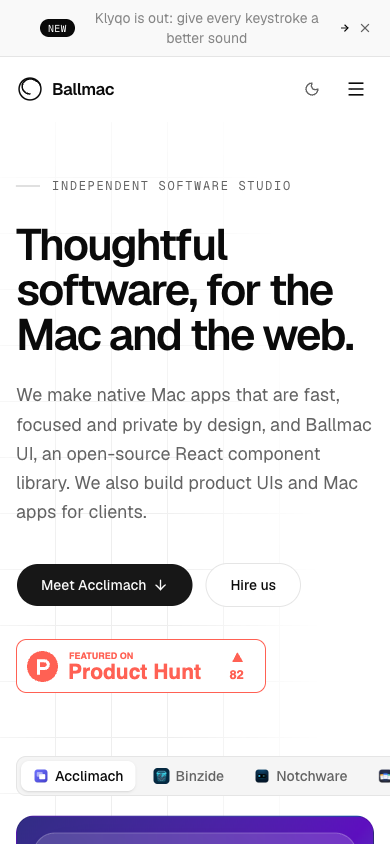 NEW
Klyqo is out: give every keystroke a
better sound
Ballmac
INDEPENDENT SOFTWARE STUDIO
Thoughtful
software, for the
Mac and the web.
We make native Mac apps that are fast,
focused and private by design, and Ballmac
UI, an open-source React component
library. We also build product UIs and Mac
apps for clients.
Meet Acclimach ↓
Hire us
FEATURED ON
Product Hunt
82
Acclimach
Binzide
Notchware